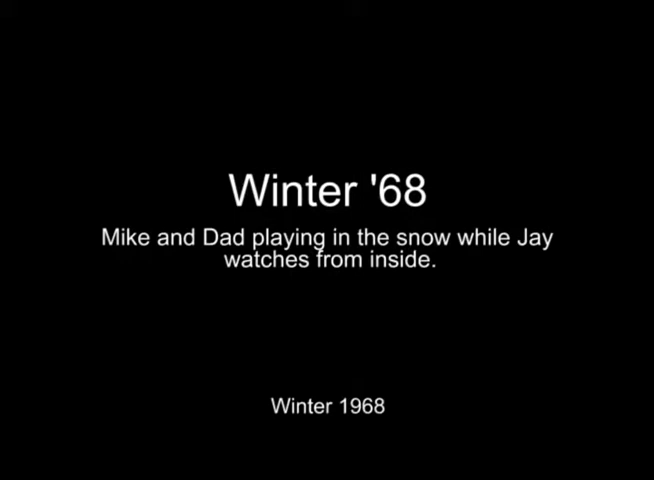 Winter '68
Mike and Dad playing in the snow while Jay
watches from inside.
Winter 1968